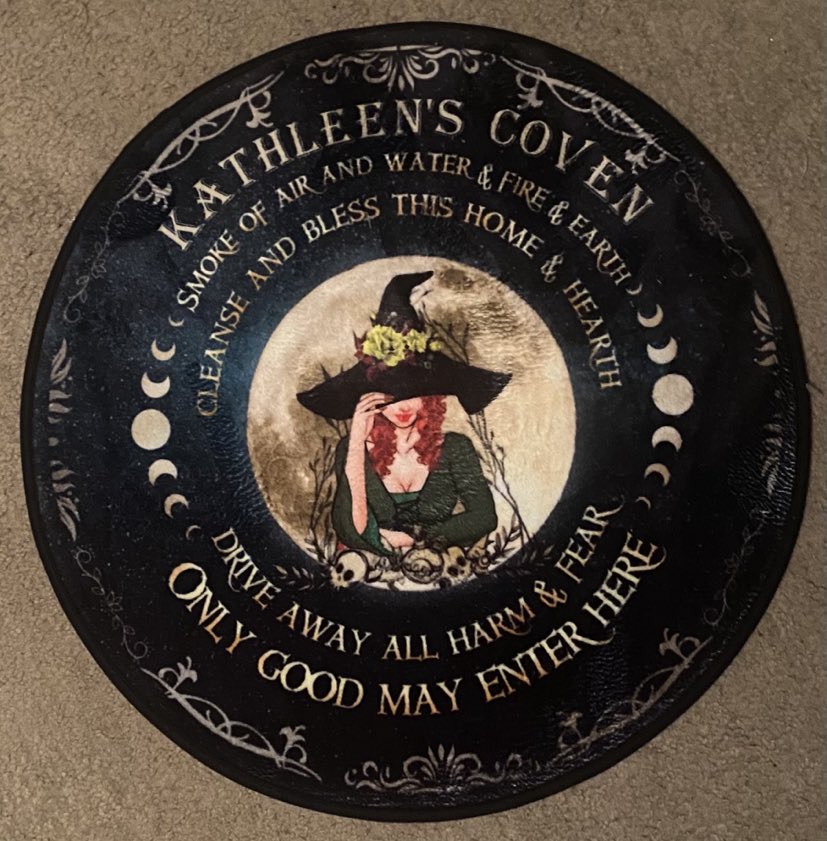 KATHLEEN'S COVEN
SMOKE OF AIR AND WATER & FIRE & EARTH
CLEANSE AND BLESS THIS HOME & HEARTH
DRIVE AWAY ALL HARM & FEAR
ONLY GOOD MAY ENTER HERE